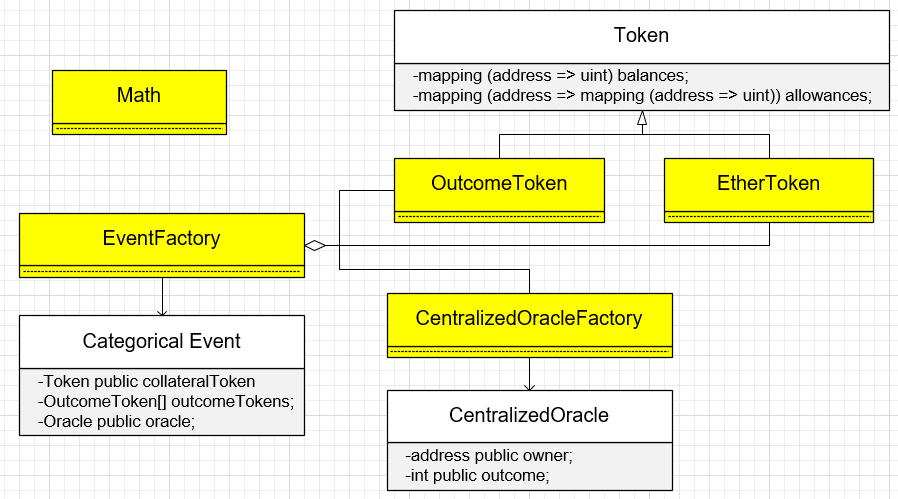 Token
-mapping (address => uint) balances;
-mapping (address => mapping (address => uint)) allowances;
Math
OutcomeToken
EtherToken
EventFactory
CentralizedOracleFactory
Categorical Event
-Token public collateralToken
-OutcomeToken[] outcomeTokens;
-Oracle public oracle;
CentralizedOracle
-address public owner;
-int public outcome;